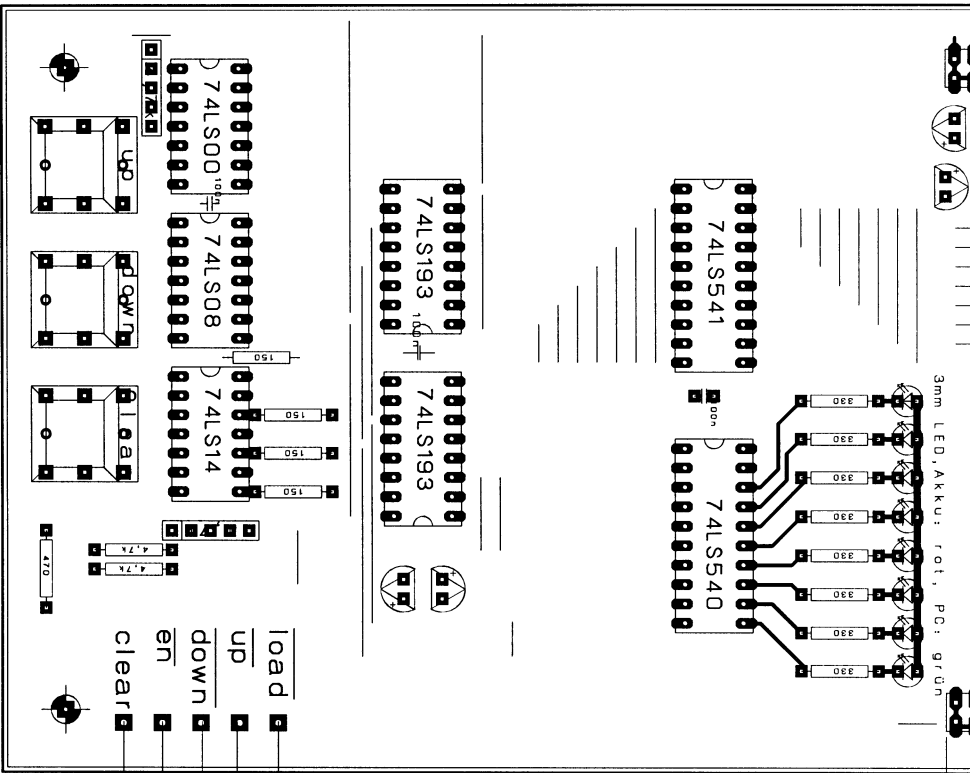 74LS00
100n
up
74LS08
down
150
74LS14
150
150
150
4,7k
4,7k
470
clear
en
down
up
load
74LS193
100n
74LS193
74LS541
74LS540
330
330
330
330
330
330
330
330
3mm LED, Akku: rot, PC: grün